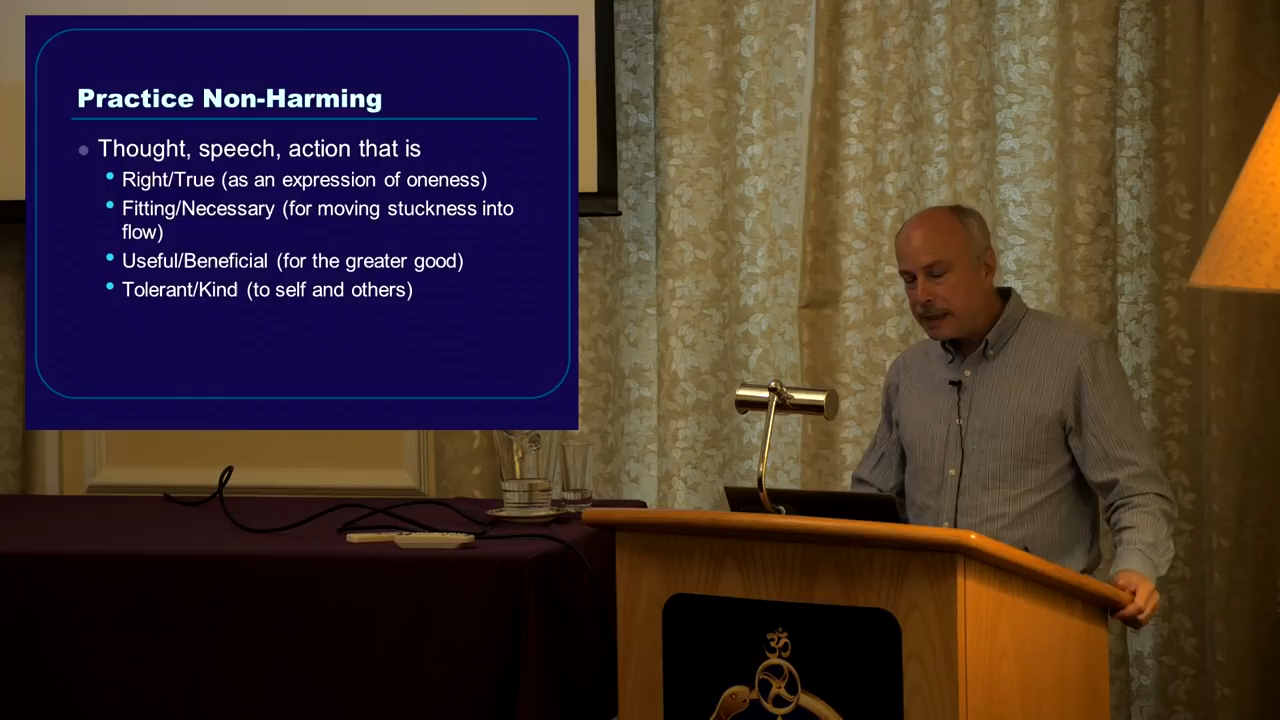 Practice Non-Harming
Thought, speech, action that is
Right/True (as an expression of oneness)
Fitting/Necessary (for moving stuckness into
flow)
Useful/Beneficial (for the greater good)
Tolerant/Kind (to self and others)
ॐ